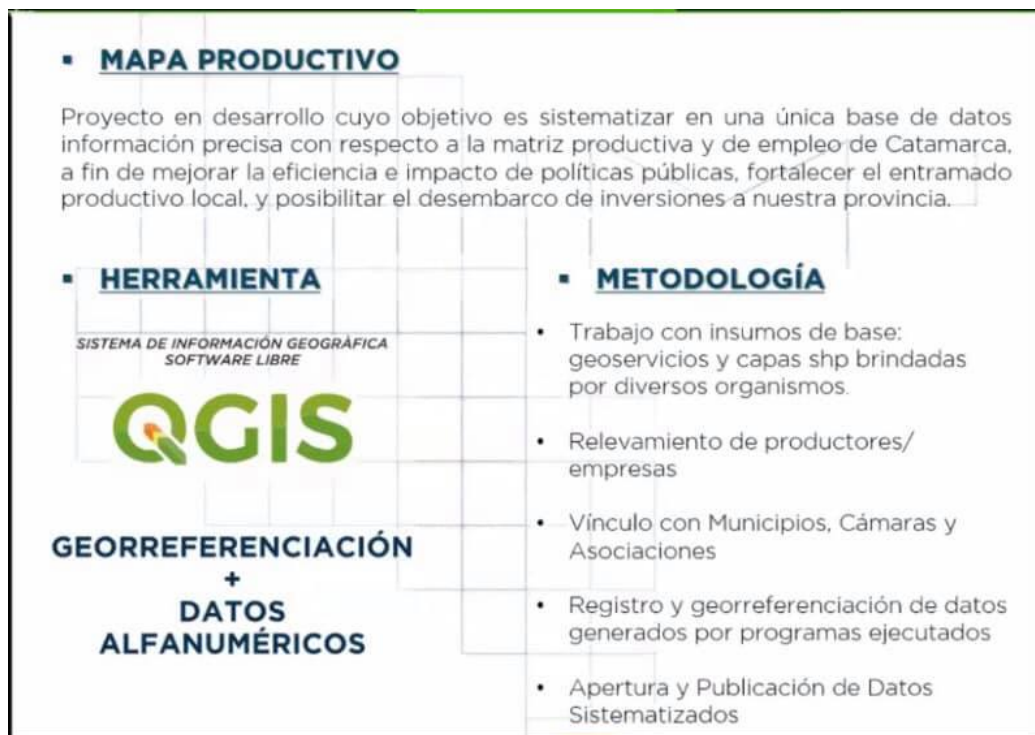 ▪ MAPA PRODUCTIVO
Proyecto en desarrollo cuyo objetivo es sistematizar en una única base de datos
información precisa con respecto a la matriz productiva y de empleo de Catamarca,
a fin de mejorar la eficiencia e impacto de políticas públicas, fortalecer el entramado
productivo local, y posibilitar el desembarco de inversiones a nuestra provincia.
▪ HERRAMIENTA
SISTEMA DE INFORMACIÓN GEOGRÁFICA
SOFTWARE LIBRE
QGIS
GEORREFERENCIACIÓN
+
DATOS
ALFANUMÉRICOS
▪ METODOLOGÍA
• Trabajo con insumos de base:
geoservicios y capas shp brindadas
por diversos organismos.
• Relevamiento de productores/
empresas
• Vínculo con Municipios, Cámaras y
Asociaciones
• Registro y georreferenciación de datos
generados por programas ejecutados
• Apertura y Publicación de Datos
Sistematizados